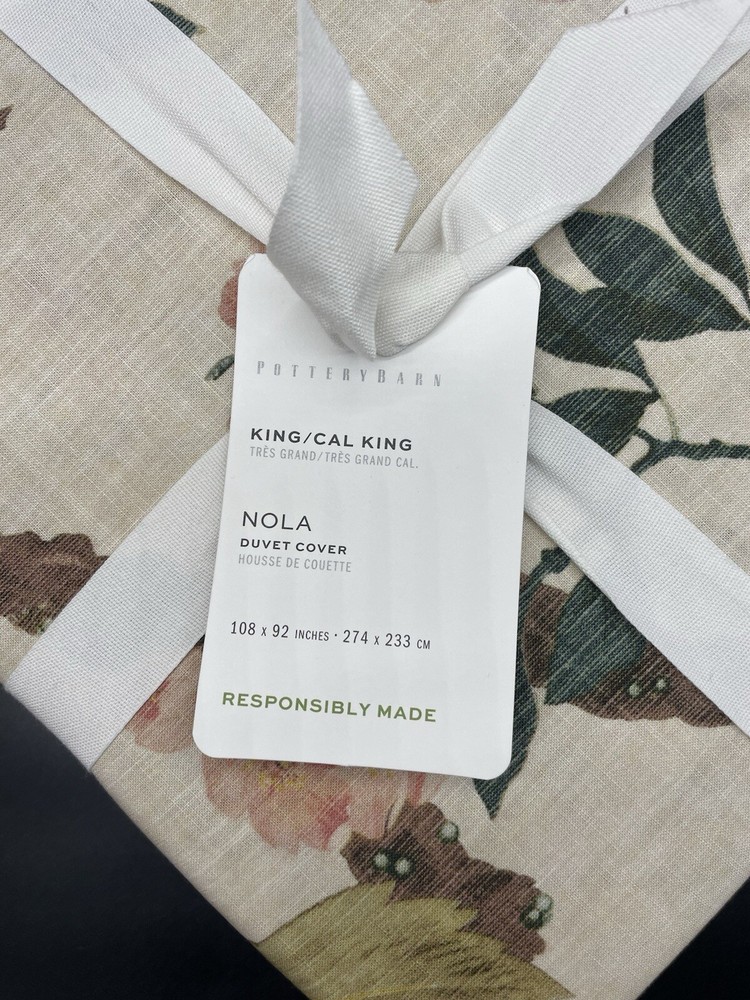 POTTERYBARN
KING/CAL KING
TRÈS GRAND/TRÈS GRAND CAL.
NOLA
DUVET COVER
HOUSSE DE COUETTE
108 x 92 INCHES · 274 x 233 CM
RESPONSIBLY MADE